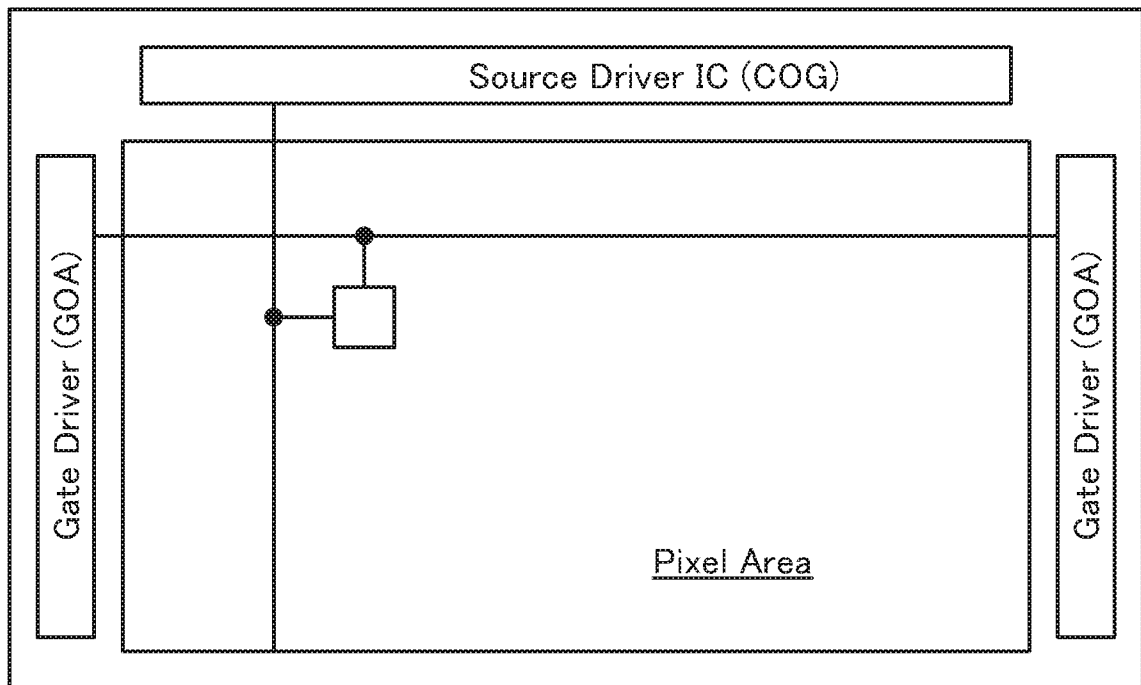 Source Driver IC (COG)
Gate Driver (GOA)
Gate Driver (GOA)
Pixel Area